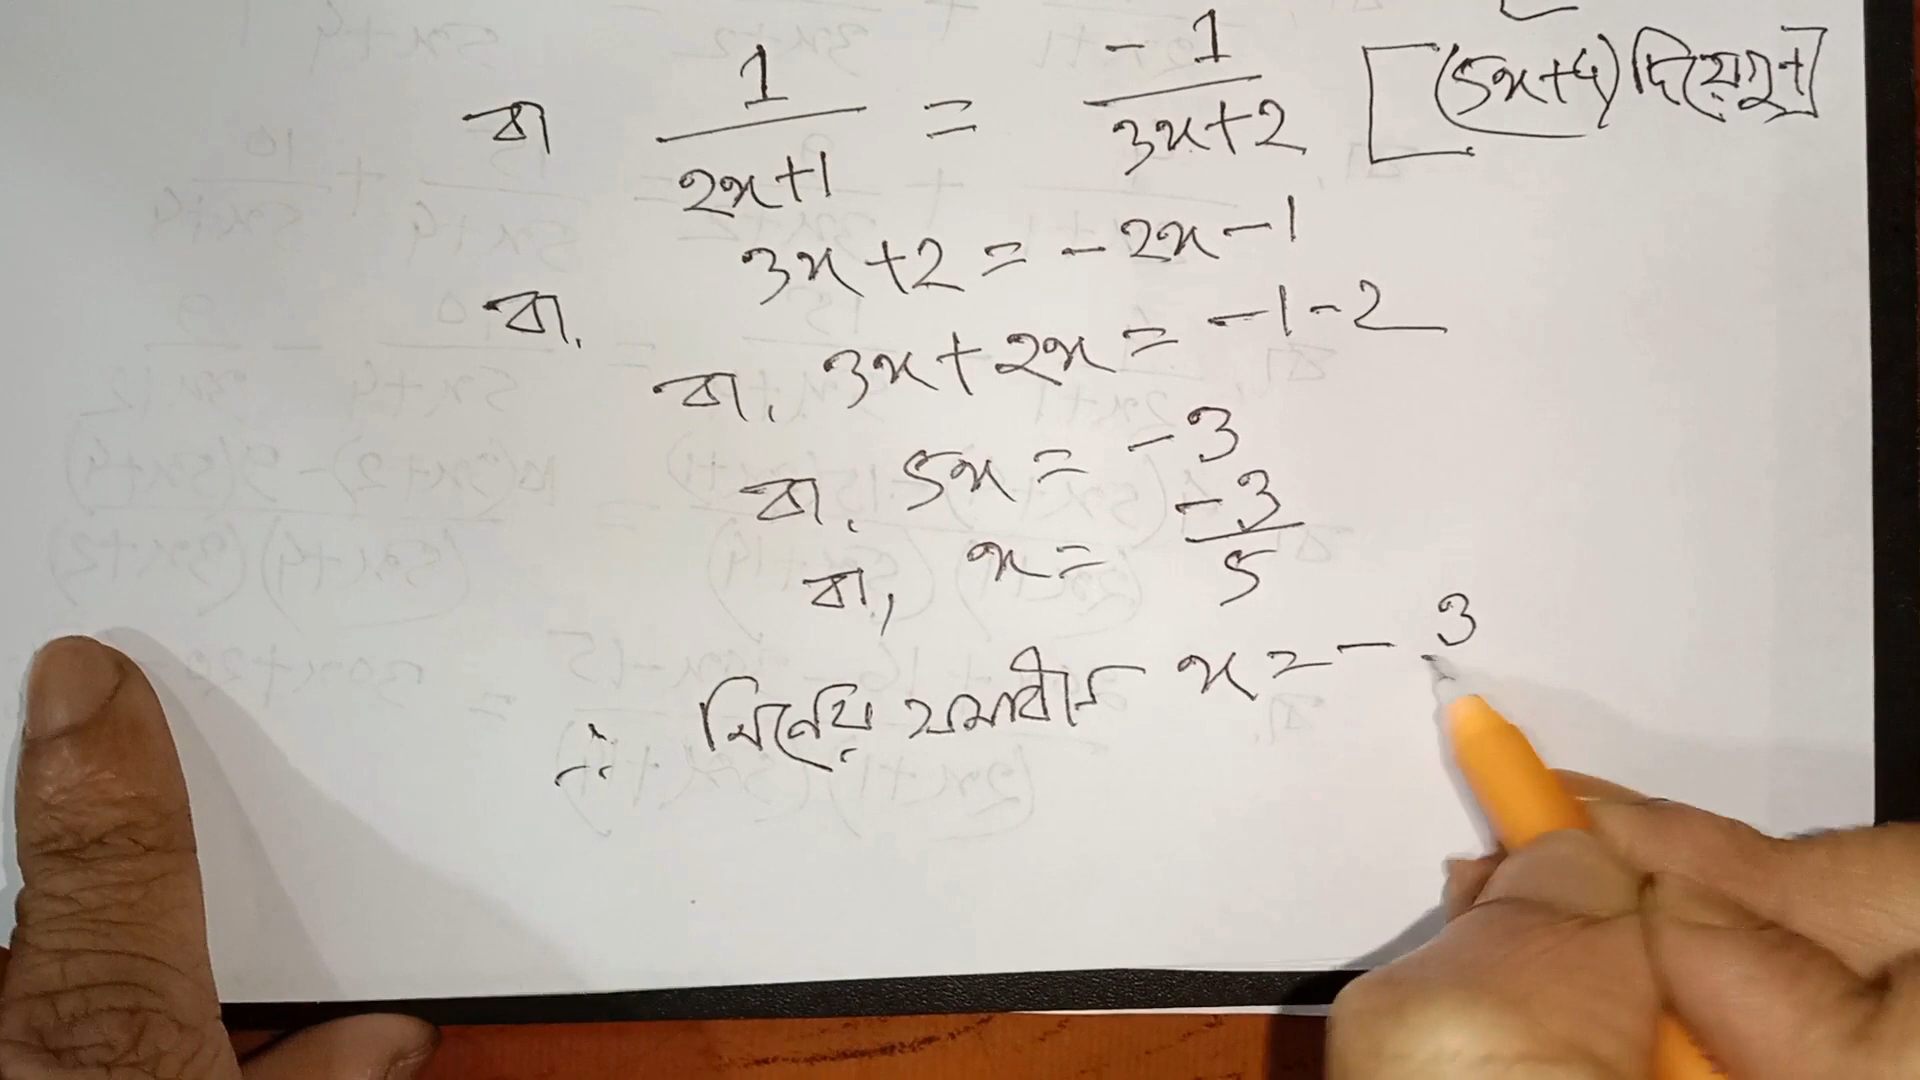 বা 1/2x+1 = -1/3x+2 [(5x+4) দিয়ে গুণ]
বা, 3x+2 = -2x-1
বা, 3x+2x = -1-2
বা, 5x = -3
বা, x = -3/5
∴ নির্ণেয় সমাধান x = - 3